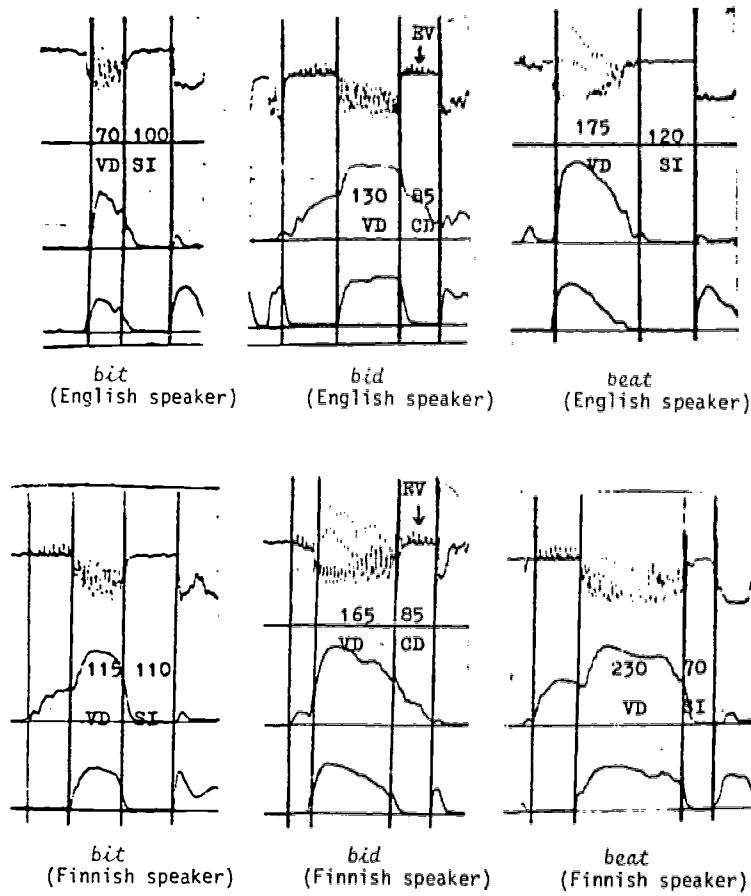 EV
70 100
VD SI
130 85
VD CD
175 120
VD SI
bit
(English speaker)
bid
(English speaker)
beat
(English speaker)
EV
115 110
VD SI
165 85
VD CD
230 70
VD SI
bit
(Finnish speaker)
bid
(Finnish speaker)
beat
(Finnish speaker)